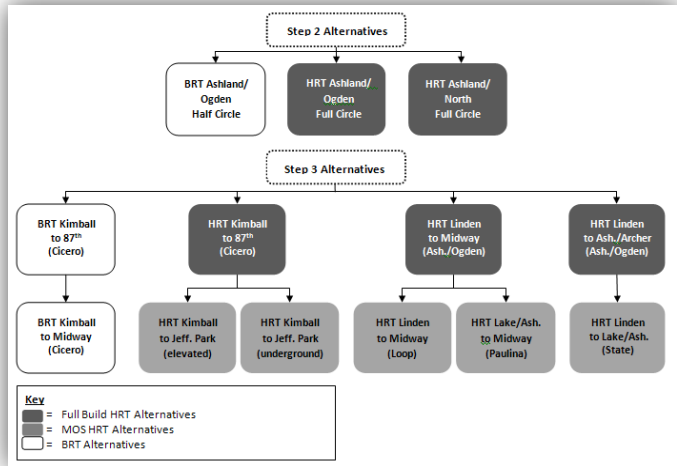 Step 2 Alternatives
BRT Ashland/
Ogden
Half Circle
HRT Ashland/
Ogden
Full Circle
HRT Ashland/
North
Full Circle
Step 3 Alternatives
BRT Kimball
to 87th
(Cicero)
HRT Kimball
to 87th
(Cicero)
HRT Linden
to Midway
(Ash./Ogden)
HRT Linden
to Ash./Archer
(Ash./Ogden)
BRT Kimball
to Midway
(Cicero)
HRT Kimball
to Jeff. Park
(elevated)
HRT Kimball
to Jeff. Park
(underground)
HRT Linden
to Midway
(Loop)
HRT Lake/Ash.
to Midway
(Paulina)
HRT Linden
to Lake/Ash.
(State)
Key
= Full Build HRT Alternatives
= MOS HRT Alternatives
= BRT Alternatives